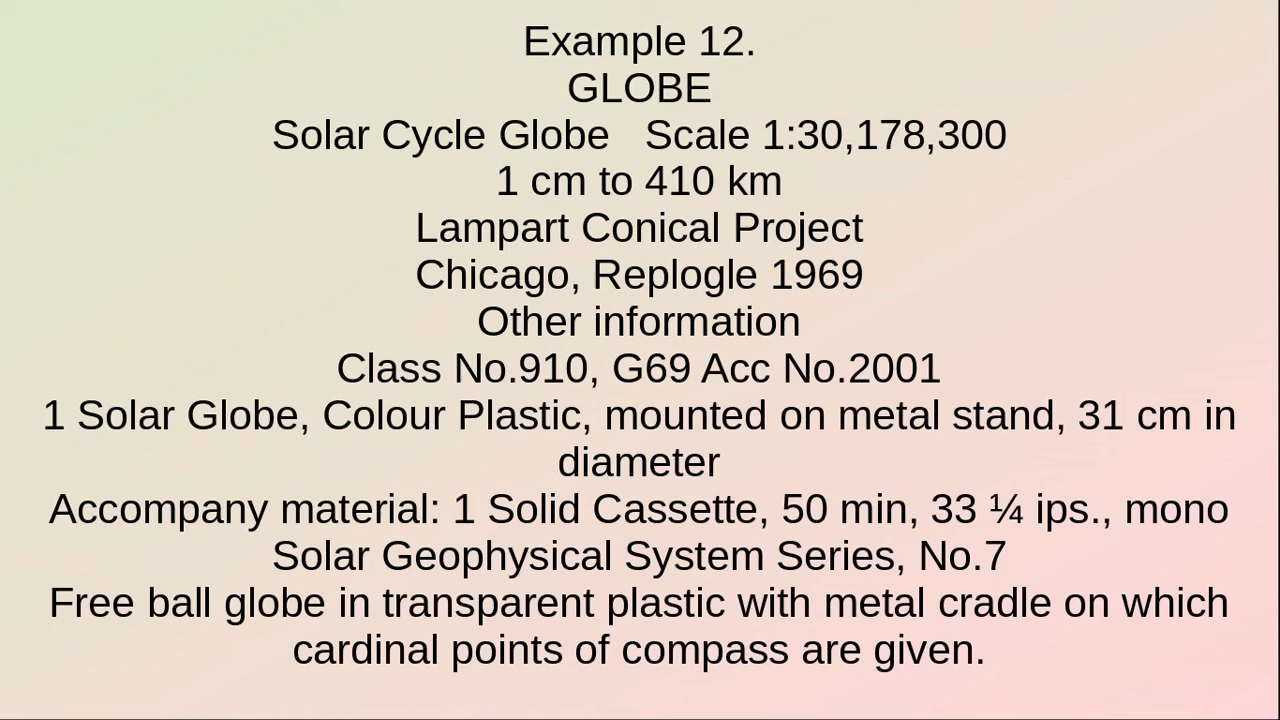 Example 12.
GLOBE
Solar Cycle Globe   Scale 1:30,178,300
1 cm to 410 km
Lampart Conical Project
Chicago, Replogle 1969
Other information
Class No.910, G69 Acc No.2001
1 Solar Globe, Colour Plastic, mounted on metal stand, 31 cm in
diameter
Accompany material: 1 Solid Cassette, 50 min, 33 ¼ ips., mono
Solar Geophysical System Series, No.7
Free ball globe in transparent plastic with metal cradle on which
cardinal points of compass are given.